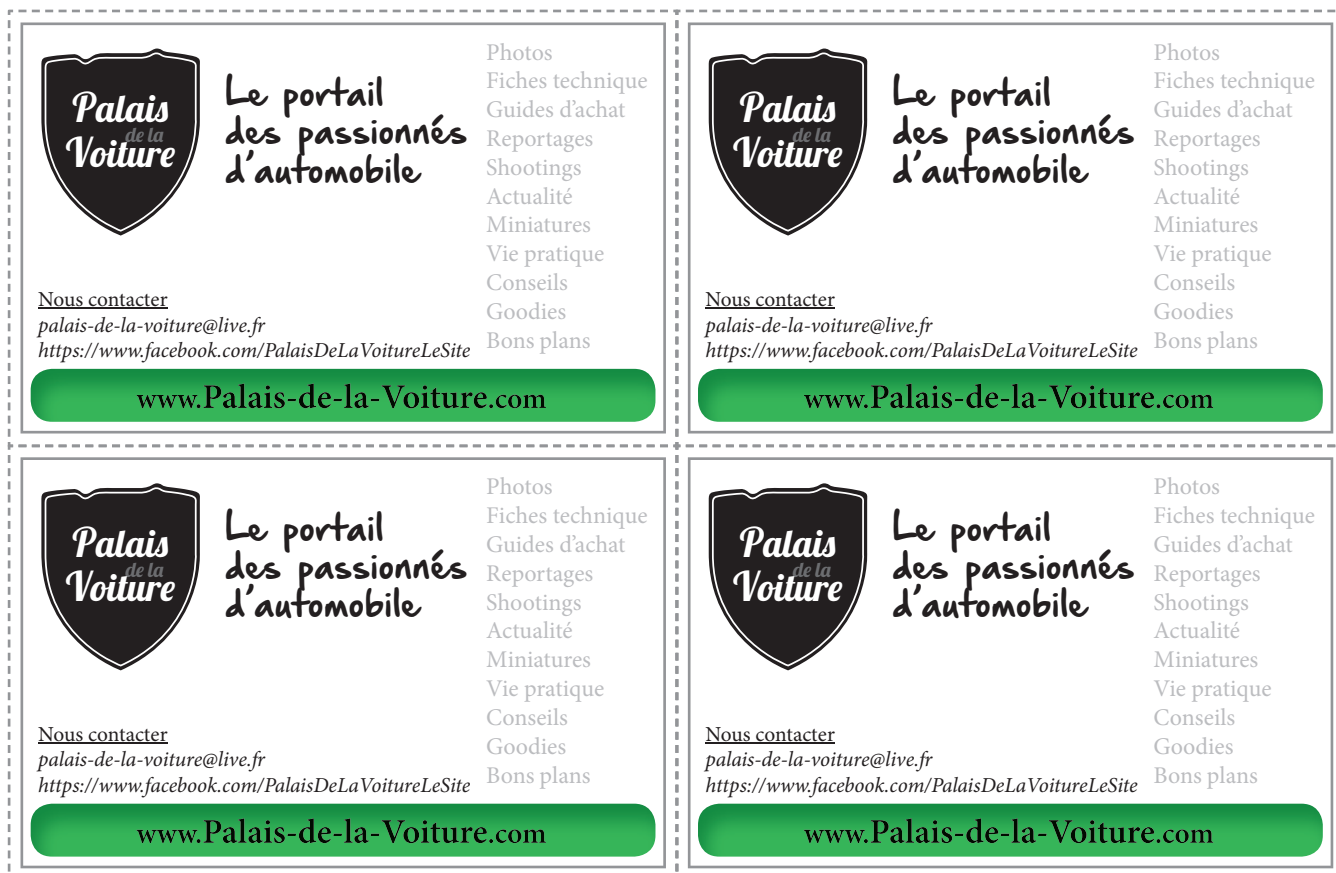 Palais
de la
Voiture
Le portail
des passionnés
d'automobile
Photos
Fiches technique
Guides d'achat
Reportages
Shootings
Actualité
Miniatures
Vie pratique
Conseils
Goodies
Bons plans
Nous contacter
palais-de-la-voiture@live.fr
https://www.facebook.com/PalaisDeLaVoitureLeSite
www.Palais-de-la-Voiture.com
Palais
de la
Voiture
Le portail
des passionnés
d'automobile
Photos
Fiches technique
Guides d'achat
Reportages
Shootings
Actualité
Miniatures
Vie pratique
Conseils
Goodies
Bons plans
Nous contacter
palais-de-la-voiture@live.fr
https://www.facebook.com/PalaisDeLaVoitureLeSite
www.Palais-de-la-Voiture.com
Palais
de la
Voiture
Le portail
des passionnés
d'automobile
Photos
Fiches technique
Guides d'achat
Reportages
Shootings
Actualité
Miniatures
Vie pratique
Conseils
Goodies
Bons plans
Nous contacter
palais-de-la-voiture@live.fr
https://www.facebook.com/PalaisDeLaVoitureLeSite
www.Palais-de-la-Voiture.com
Palais
de la
Voiture
Le portail
des passionnés
d'automobile
Photos
Fiches technique
Guides d'achat
Reportages
Shootings
Actualité
Miniatures
Vie pratique
Conseils
Goodies
Bons plans
Nous contacter
palais-de-la-voiture@live.fr
https://www.facebook.com/PalaisDeLaVoitureLeSite
www.Palais-de-la-Voiture.com